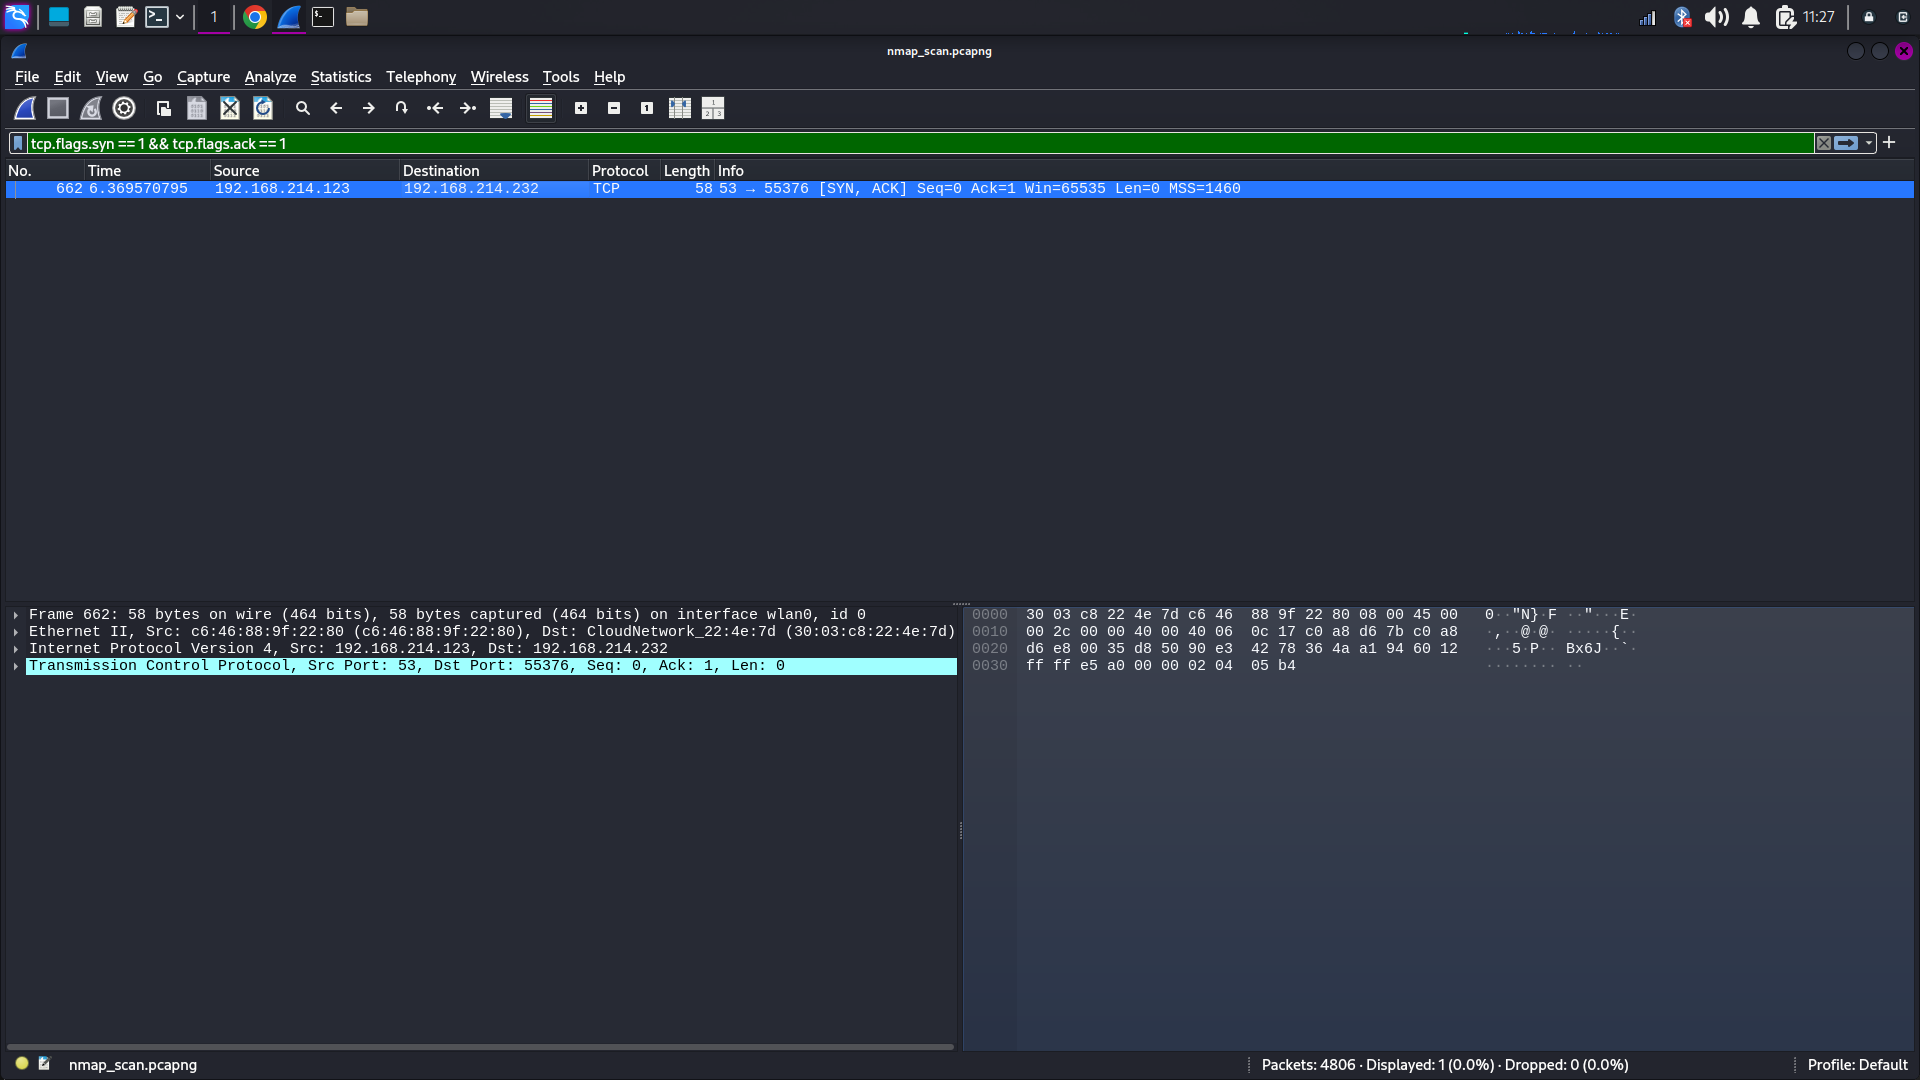 1
11:27
nmap_scan.pcapng
File Edit View Go Capture Analyze Statistics Telephony Wireless Tools Help
tcp.flags.syn == 1 && tcp.flags.ack == 1
No. Time Source Destination Protocol Length Info
662 6.369570795 192.168.214.123 192.168.214.232 TCP 58 53 → 55376 [SYN, ACK] Seq=0 Ack=1 Win=65535 Len=0 MSS=1460
Frame 662: 58 bytes on wire (464 bits), 58 bytes captured (464 bits) on interface wlan0, id 0
Ethernet II, Src: c6:46:88:9f:22:80 (c6:46:88:9f:22:80), Dst: CloudNetwork_22:4e:7d (30:03:c8:22:4e:7d)
Internet Protocol Version 4, Src: 192.168.214.123, Dst: 192.168.214.232
Transmission Control Protocol, Src Port: 53, Dst Port: 55376, Seq: 0, Ack: 1, Len: 0
0000 30 03 c8 22 4e 7d c6 46 88 9f 22 80 08 00 45 00 0··"N}·F ··"···E·
0010 00 2c 00 00 40 00 40 06 0c 17 c0 a8 d6 7b c0 a8 ·,··@·@· ·····{··
0020 d6 e8 00 35 d8 50 90 e3 42 78 36 4a a1 94 60 12 ···5·P·· Bx6J··`·
0030 ff ff e5 a0 00 00 02 04 05 b4 ········ ··
nmap_scan.pcapng
Packets: 4806 · Displayed: 1 (0.0%) · Dropped: 0 (0.0%)
Profile: Default